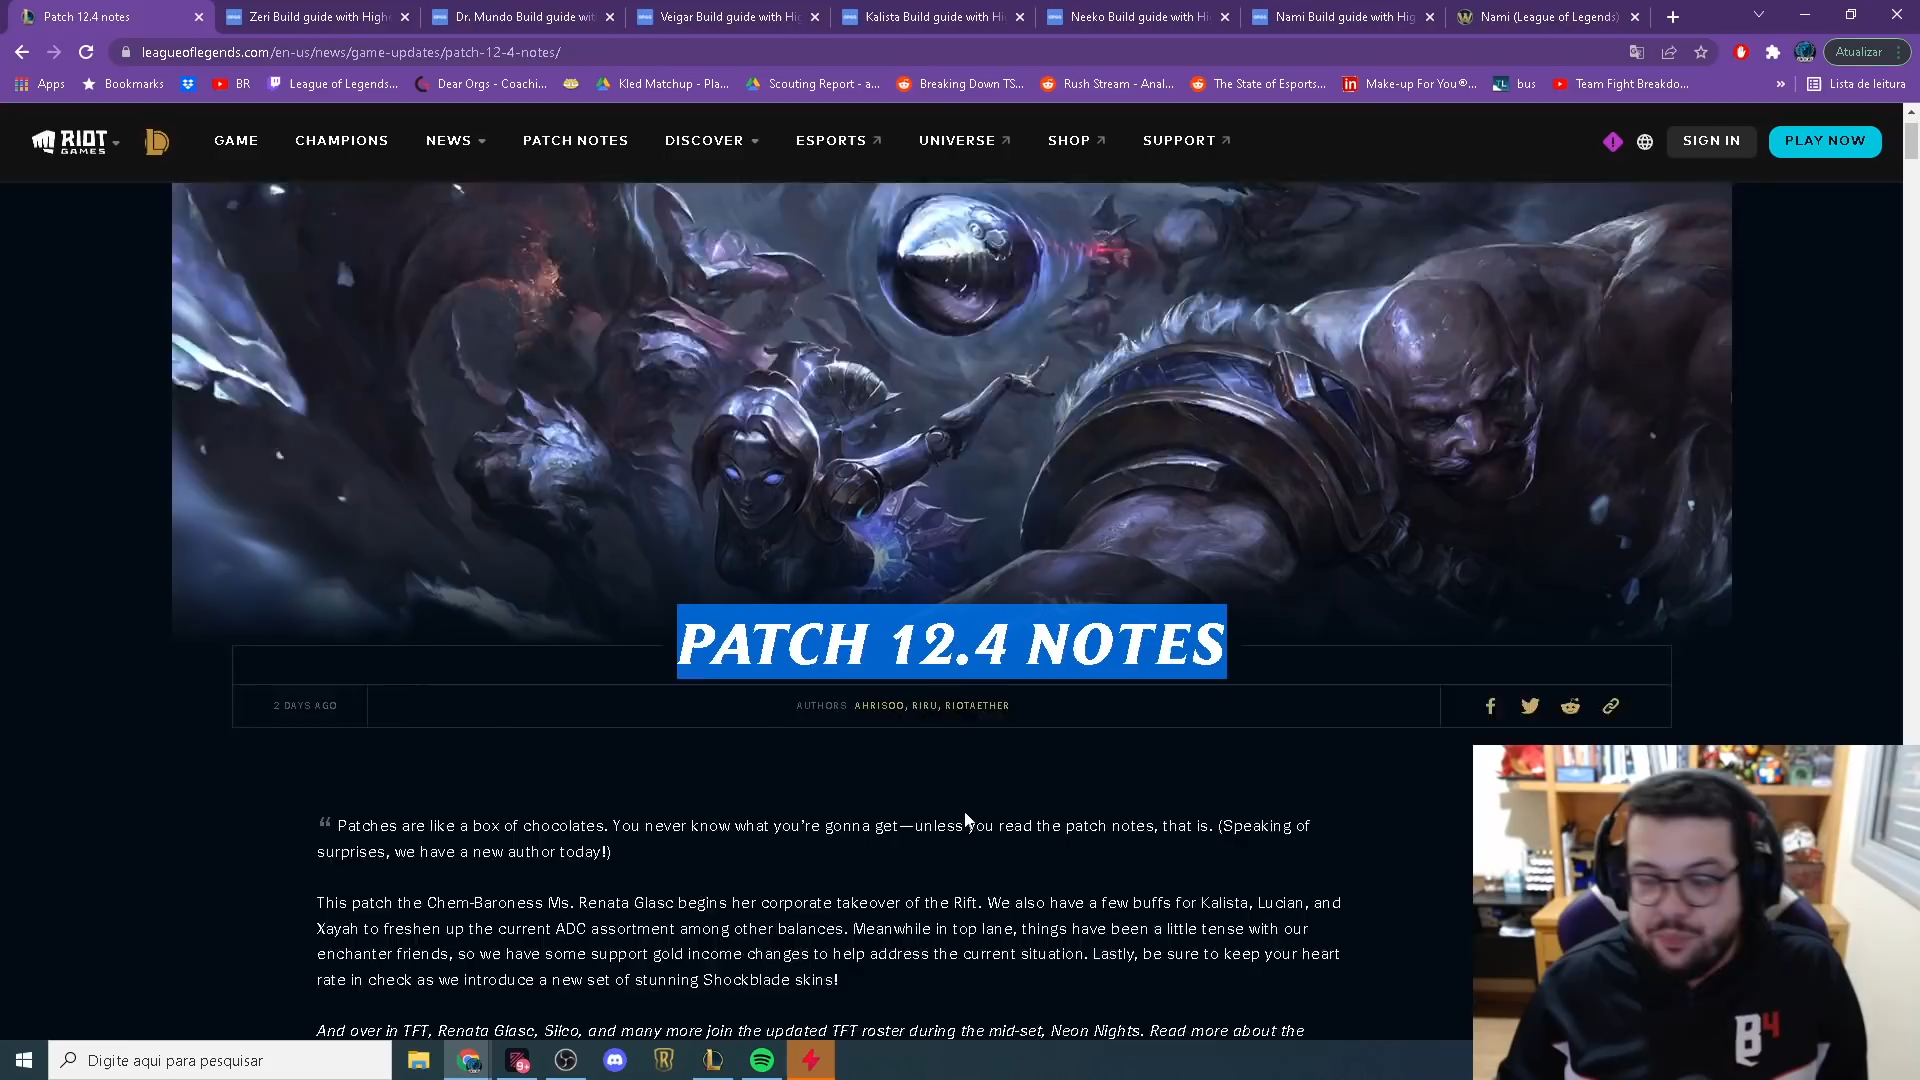 Patch 12.4 notes
Zeri Build guide with Highe
Dr. Mundo Build guide wit
Veigar Build guide with Hig
Kalista Build guide with Hi
Neeko Build guide with Hi
Nami Build guide with Hig
Nami (League of Legends)
leagueoflegends.com/en-us/news/game-updates/patch-12-4-notes/
Atualizar
Apps
Bookmarks
BR
League of Legends...
Dear Orgs - Coachi...
Kled Matchup - Pla...
Scouting Report - a...
Breaking Down TS...
Rush Stream - Anal...
The State of Esports...
in
Make-up For You®...
TL
bus
Team Fight Breakdo...
»
Lista de leitura
RIOT GAMES
GAME
CHAMPIONS
NEWS
PATCH NOTES
DISCOVER
ESPORTS
UNIVERSE
SHOP
SUPPORT
SIGN IN
PLAY NOW
PATCH 12.4 NOTES
2 DAYS AGO
AUTHORS AHRISOO, RIRU, RIOTAETHER
“ Patches are like a box of chocolates. You never know what you’re gonna get—unless you read the patch notes, that is. (Speaking of
surprises, we have a new author today!)
This patch the Chem-Baroness Ms. Renata Glasc begins her corporate takeover of the Rift. We also have a few buffs for Kalista, Lucian, and
Xayah to freshen up the current ADC assortment among other balances. Meanwhile in top lane, things have been a little tense with our
enchanter friends, so we have some support gold income changes to help address the current situation. Lastly, be sure to keep your heart
rate in check as we introduce a new set of stunning Shockblade skins!
And over in TFT, Renata Glasc, Silco, and many more join the updated TFT roster during the mid-set, Neon Nights. Read more about the
B4
Digite aqui para pesquisar
9+